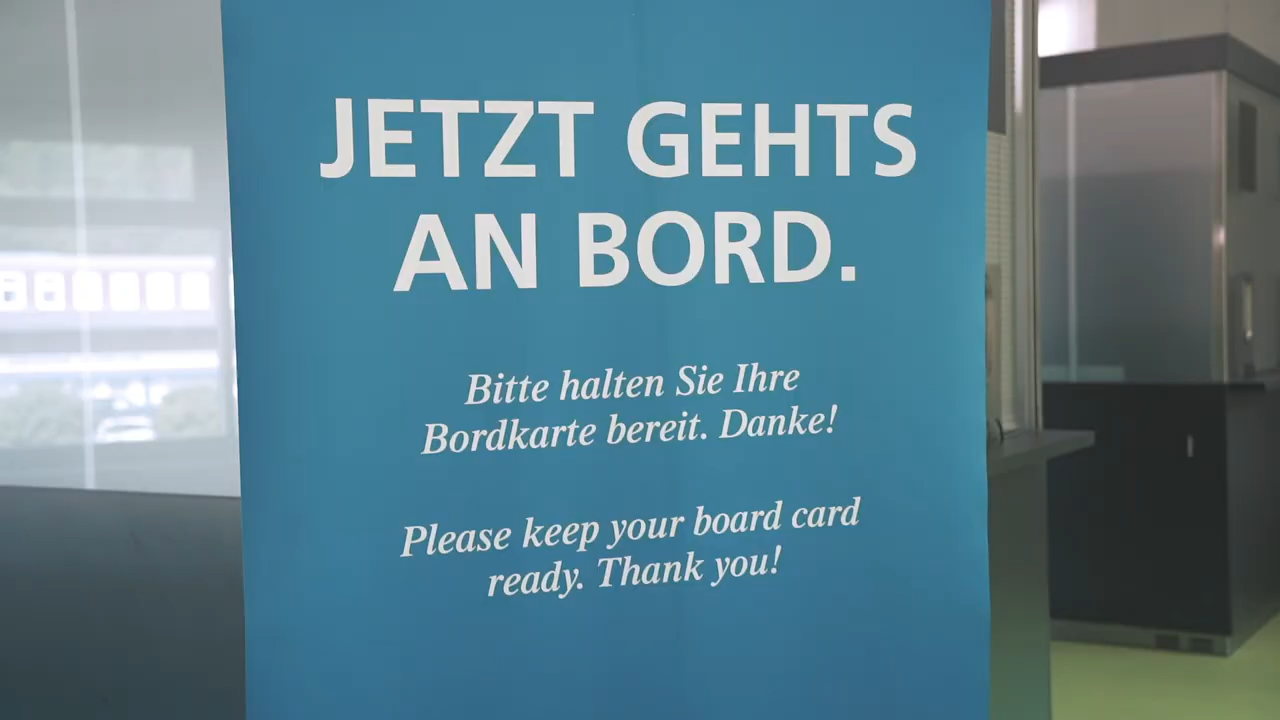 JETZT GEHTS
AN BORD.
Bitte halten Sie Ihre
Bordkarte bereit. Danke!
Please keep your board card
ready. Thank you!